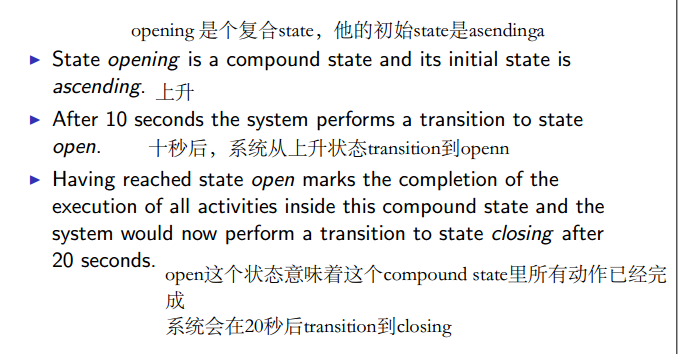 opening 是个复合state，他的初始state是asendinga
▶ State opening is a compound state and its initial state is
ascending. 上升
▶ After 10 seconds the system performs a transition to state
open. 十秒后，系统从上升状态transition到openn
▶ Having reached state open marks the completion of the
execution of all activities inside this compound state and the
system would now perform a transition to state closing after
20 seconds.
open这个状态意味着这个compound state里所有动作已经完
成
系统会在20秒后transition到closing